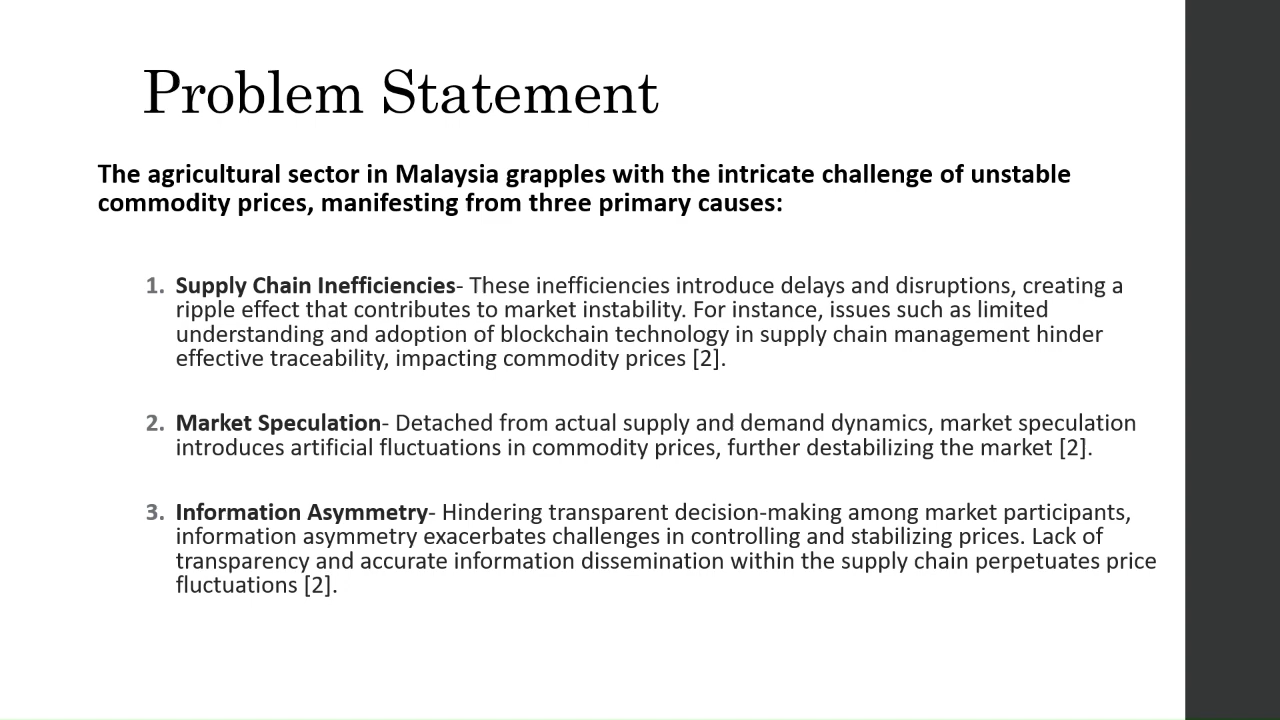 Problem Statement
The agricultural sector in Malaysia grapples with the intricate challenge of unstable
commodity prices, manifesting from three primary causes:
1. Supply Chain Inefficiencies- These inefficiencies introduce delays and disruptions, creating a
ripple effect that contributes to market instability. For instance, issues such as limited
understanding and adoption of blockchain technology in supply chain management hinder
effective traceability, impacting commodity prices [2].
2. Market Speculation- Detached from actual supply and demand dynamics, market speculation
introduces artificial fluctuations in commodity prices, further destabilizing the market [2].
3. Information Asymmetry- Hindering transparent decision-making among market participants,
information asymmetry exacerbates challenges in controlling and stabilizing prices. Lack of
transparency and accurate information dissemination within the supply chain perpetuates price
fluctuations [2].